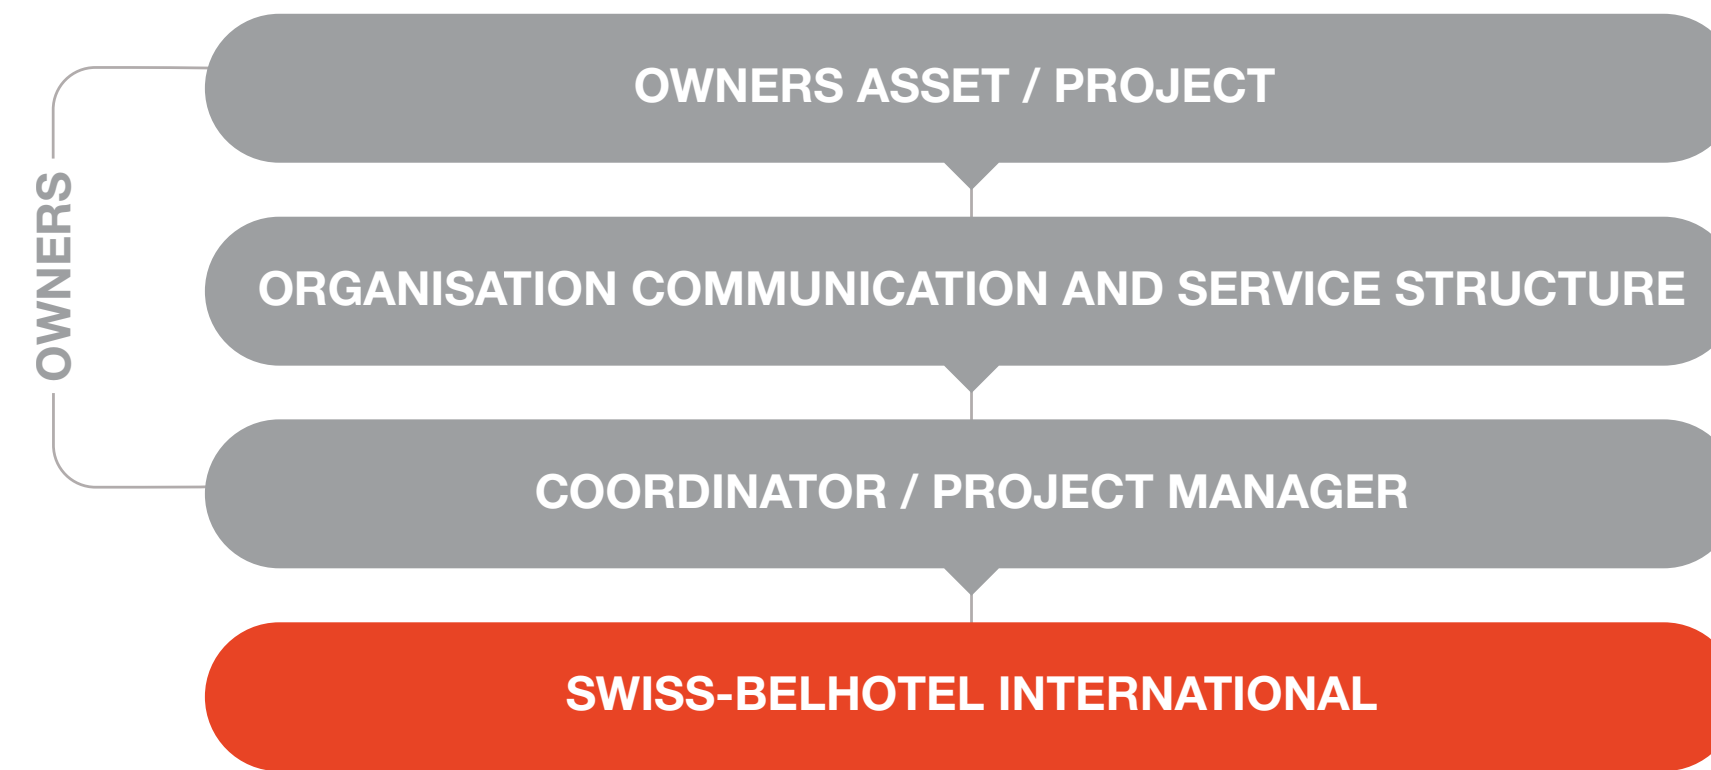 OWNERS
OWNERS ASSET / PROJECT
ORGANISATION COMMUNICATION AND SERVICE STRUCTURE
COORDINATOR / PROJECT MANAGER
SWISS-BELHOTEL INTERNATIONAL